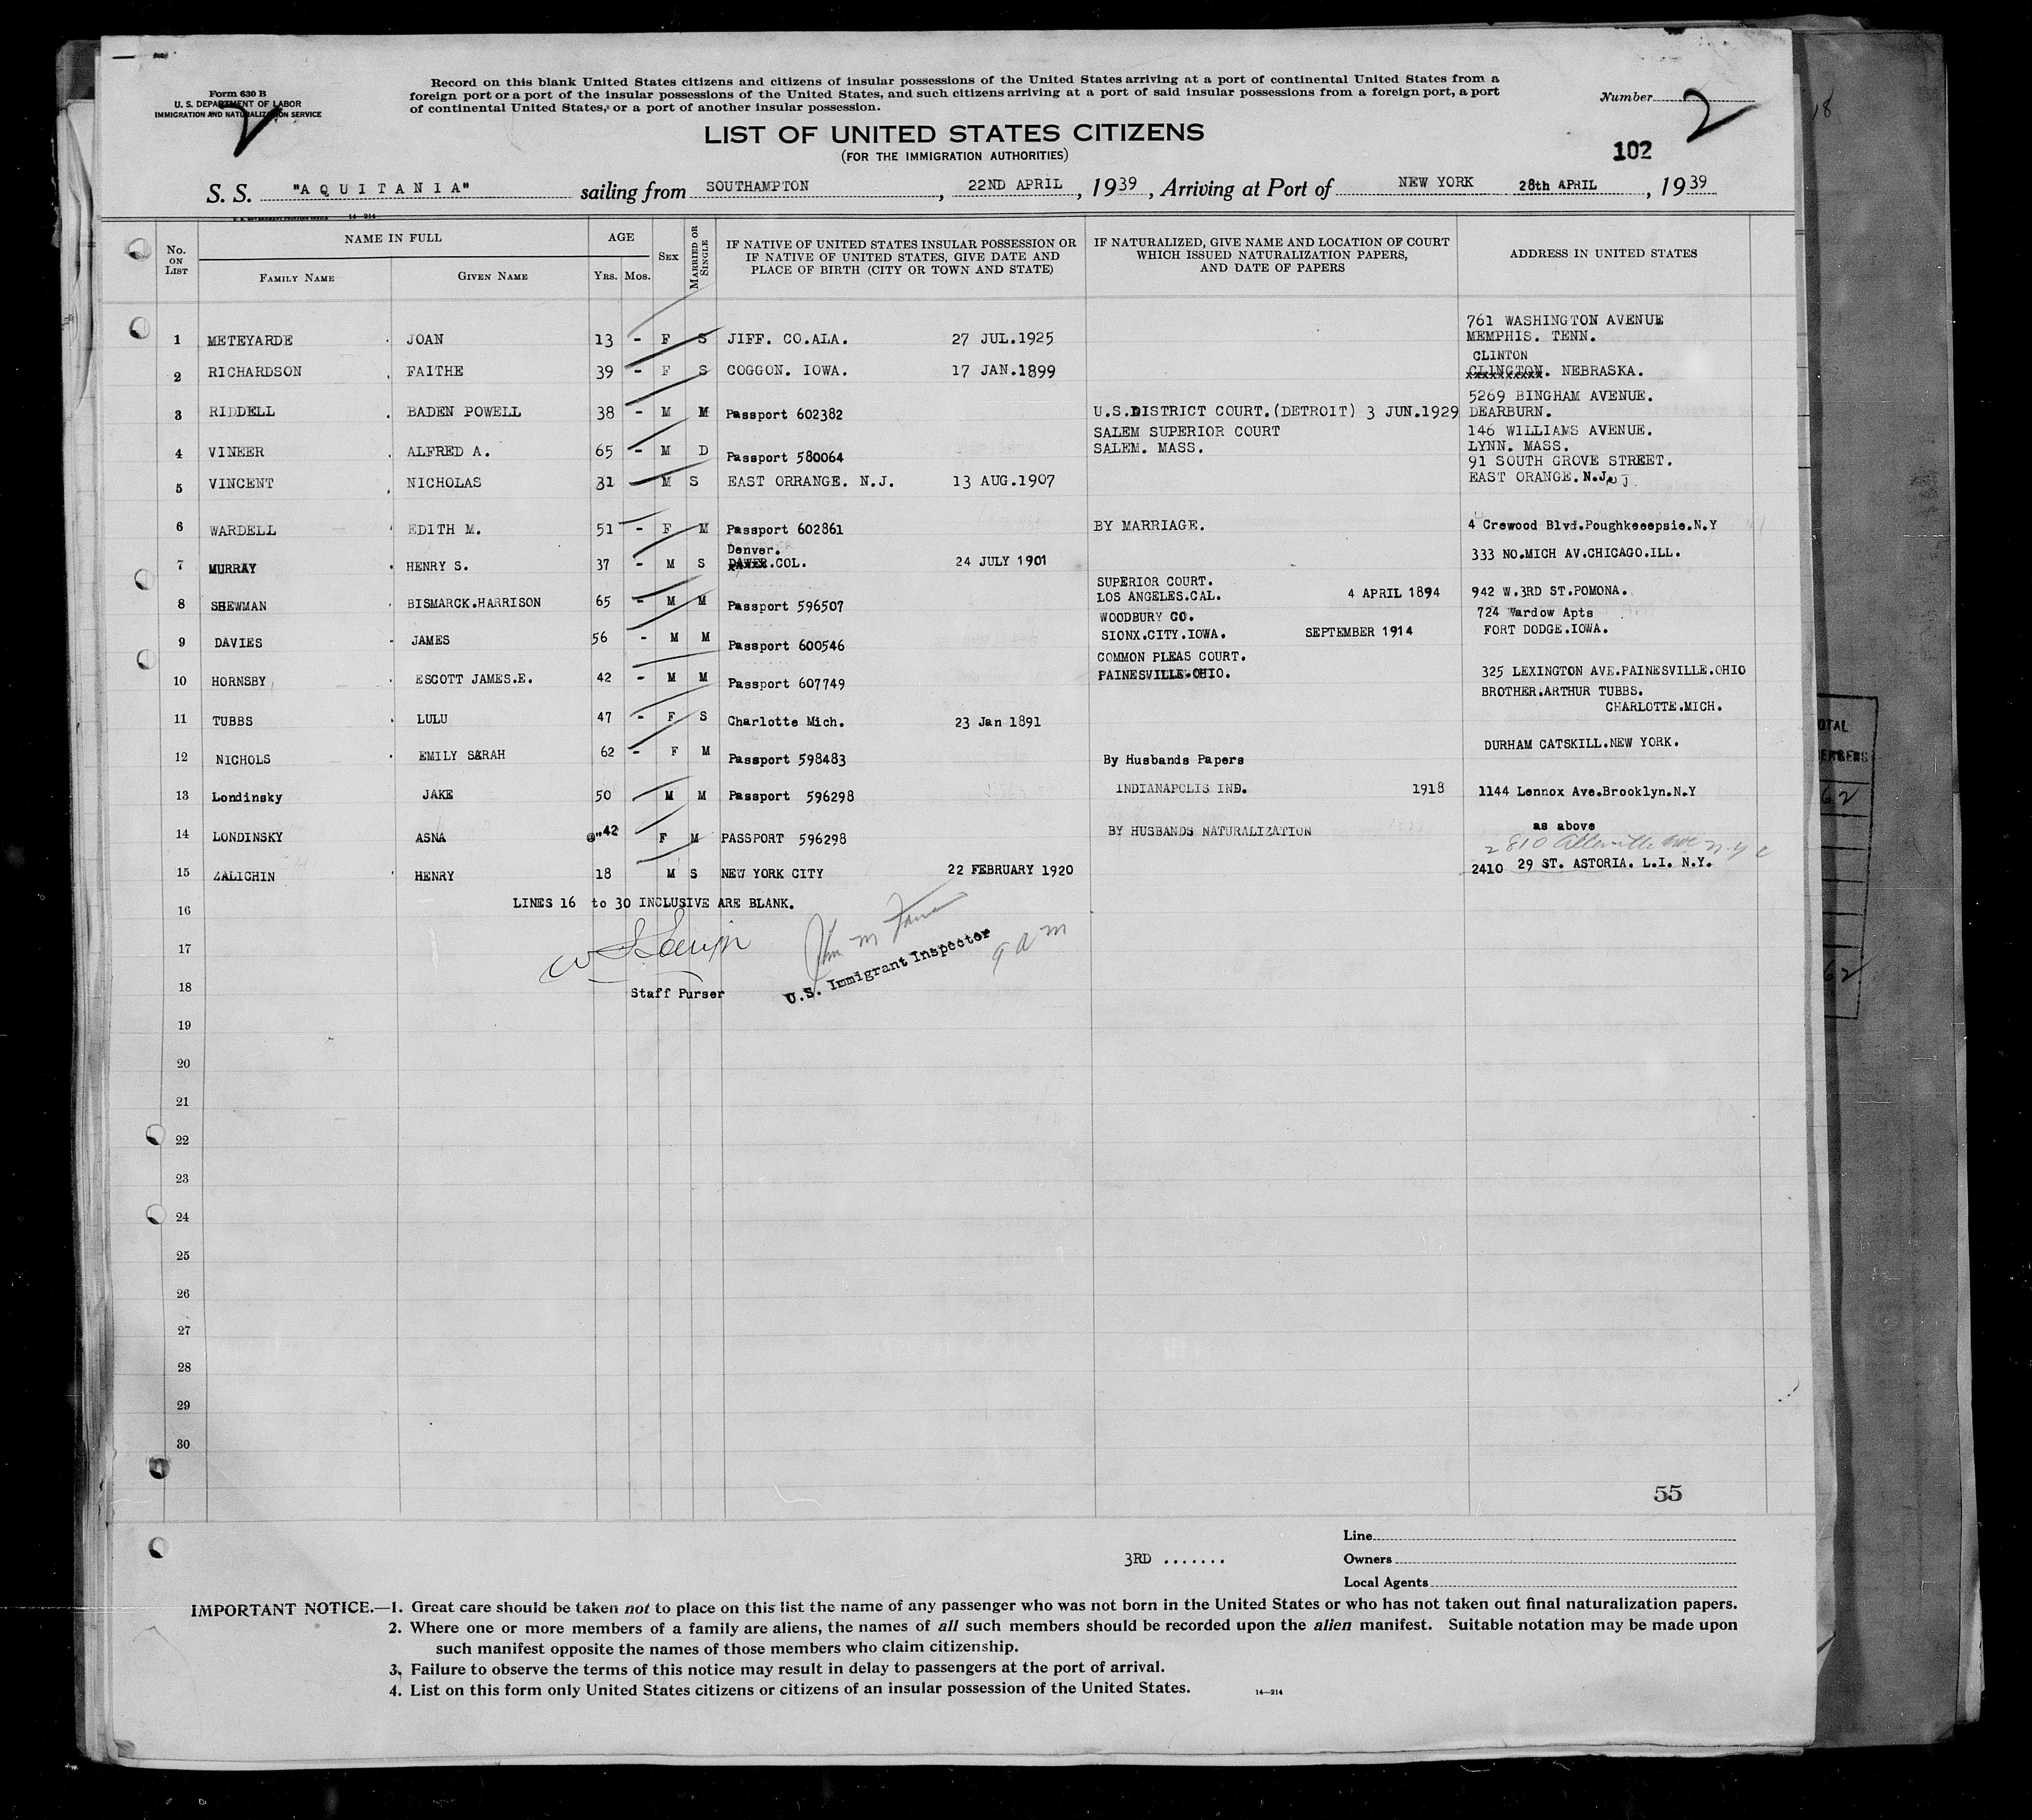 Form 630 B
U. S. DEPARTMENT OF LABOR
IMMIGRATION AND NATURALIZATION SERVICE
2
Record on this blank United States citizens and citizens of insular possessions of the United States arriving at a port of continental United States from a
foreign port or a port of the insular possessions of the United States, and such citizens arriving at a port of said insular possessions from a foreign port, a port
of continental United States, or a port of another insular possession.
Number 2
18
LIST OF UNITED STATES CITIZENS
(FOR THE IMMIGRATION AUTHORITIES)
102
S. S. "AQUITANIA" sailing from SOUTHAMPTON, 22ND APRIL, 1939, Arriving at Port of NEW YORK 28th APRIL, 1939
14-214
No. ON LIST
NAME IN FULL
FAMILY NAME
GIVEN NAME
AGE
YRS. MOS.
SEX
MARRIED OR SINGLE
IF NATIVE OF UNITED STATES INSULAR POSSESSION OR
IF NATIVE OF UNITED STATES, GIVE DATE AND
PLACE OF BIRTH (CITY OR TOWN AND STATE)
IF NATURALIZED, GIVE NAME AND LOCATION OF COURT
WHICH ISSUED NATURALIZATION PAPERS,
AND DATE OF PAPERS
ADDRESS IN UNITED STATES
761 WASHINGTON AVENUE
1 METEYARDE JOAN 13 - F S JIFF. CO.ALA. 27 JUL.1925 MEMPHIS. TENN.
CLINTON
2 RICHARDSON FAITHE 39 - F S COGGON. IOWA. 17 JAN.1899 CLINGTON. NEBRASKA.
5269 BINGHAM AVENUE.
3 RIDDELL BADEN POWELL 38 - M M Passport 602382 U.S.DISTRICT COURT.(DETROIT) 3 JUN.1929 DEARBURN.
SALEM SUPERIOR COURT 146 WILLIAMS AVENUE.
4 VINEER ALFRED A. 65 - M D Passport 580064 SALEM. MASS. LYNN. MASS.
91 SOUTH GROVE STREET.
5 VINCENT NICHOLAS 31 - M S EAST ORRANGE. N.J. 13 AUG.1907 EAST ORANGE. N.J.
6 WARDELL EDITH M. 51 - F M Passport 602861 BY MARRIAGE. 4 Crewood Blvd.Poughkeeepsie.N.Y
Denver.
7 MURRAY HENRY S. 37 - M S DAWER.COL. 24 JULY 1901 333 NO.MICH AV.CHICAGO.ILL.
SUPERIOR COURT.
8 SHEWMAN BISMARCK.HARRISON 65 - M M Passport 596507 LOS ANGELES.CAL. 4 APRIL 1894 942 W.3RD ST.POMONA.
WOODBURY CO. 724 Wardow Apts
9 DAVIES JAMES 56 - M M Passport 600546 SIONX.CITY.IOWA. SEPTEMBER 1914 FORT DODGE.IOWA.
COMMON PLEAS COURT.
10 HORNSBY ESCOTT JAMES.E. 42 - M M Passport 607749 PAINESVILLE.OHIO. 325 LEXINGTON AVE.PAINESVILLE.OHIO
BROTHER.ARTHUR TUBBS.
11 TUBBS LULU 47 - F S Charlotte Mich. 23 Jan 1891 CHARLOTTE.MICH.
12 NICHOLS EMILY SARAH 62 - F M Passport 598483 By Husbands Papers DURHAM CATSKILL.NEW YORK.
13 Londinsky JAKE 50 M M Passport 596298 INDIANAPOLIS IND. 1918 1144 Lennox Ave.Brooklyn.N.Y
14 LONDINSKY ASNA 42 F M PASSPORT 596298 BY HUSBANDS NATURALIZATION as above
2810 N.Y.C
15 ZALICHIN HENRY 18 M S NEW YORK CITY 22 FEBRUARY 1920 2410 29 ST. ASTORIA. L.I. N.Y.
LINES 16 to 30 INCLUSIVE ARE BLANK.
16
17
U.S. Immigrant Inspector
9 am
18
Staff Purser
19
20
21
22
23
24
25
26
27
28
29
30
55
62
62
3RD .......
Line
Owners
Local Agents
IMPORTANT NOTICE.—1. Great care should be taken not to place on this list the name of any passenger who was not born in the United States or who has not taken out final naturalization papers.
2. Where one or more members of a family are aliens, the names of all such members should be recorded upon the alien manifest. Suitable notation may be made upon
such manifest opposite the names of those members who claim citizenship.
3. Failure to observe the terms of this notice may result in delay to passengers at the port of arrival.
4. List on this form only United States citizens or citizens of an insular possession of the United States.
14-214